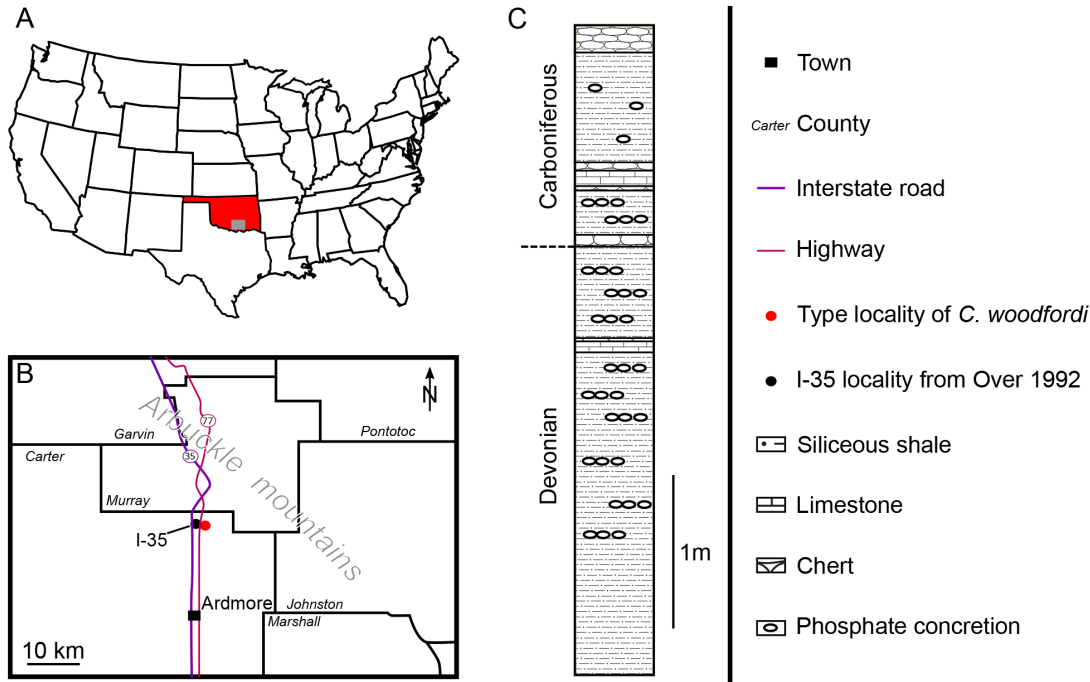 A
B
N
Arbuckle mountains
77
35
Garvin
Pontotoc
Carter
Murray
I-35
Ardmore
Johnston
Marshall
10 km
C
Carboniferous
Devonian
1m
Town
Carter County
Interstate road
Highway
Type locality of C. woodfordi
I-35 locality from Over 1992
Siliceous shale
Limestone
Chert
Phosphate concretion